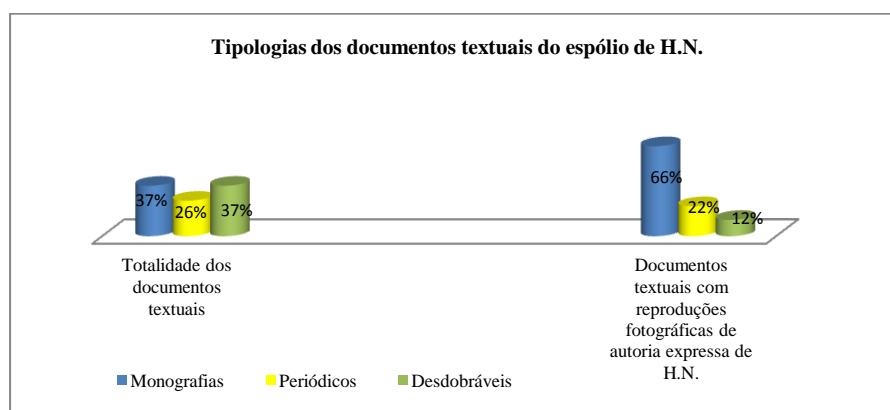 Tipologias dos documentos textuais do espólio de H.N.
37% 26% 37%
66% 22% 12%
Totalidade dos
documentos
textuais
Documentos
textuais com
reproduções
fotográficas de
autoria expressa de
H.N.
Monografias Periódicos Desdobráveis